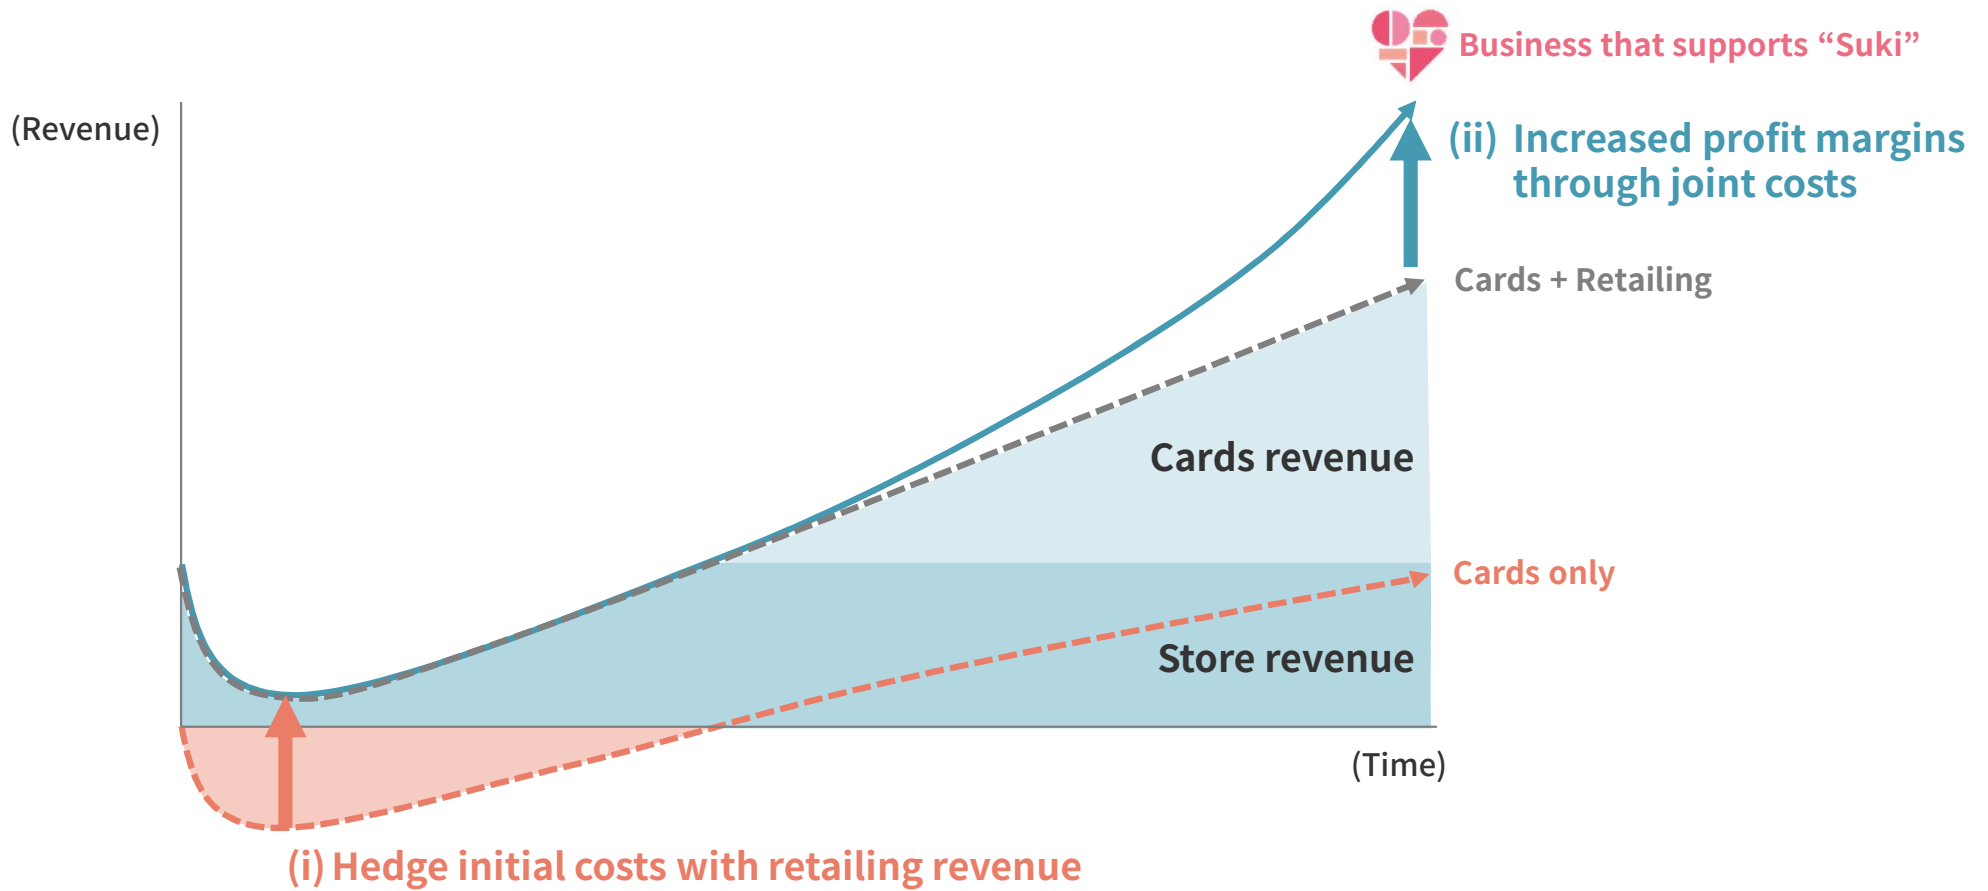 Business that supports “Suki”
(Revenue)
(ii) Increased profit margins
through joint costs
Cards + Retailing
Cards revenue
Cards only
Store revenue
(Time)
(i) Hedge initial costs with retailing revenue